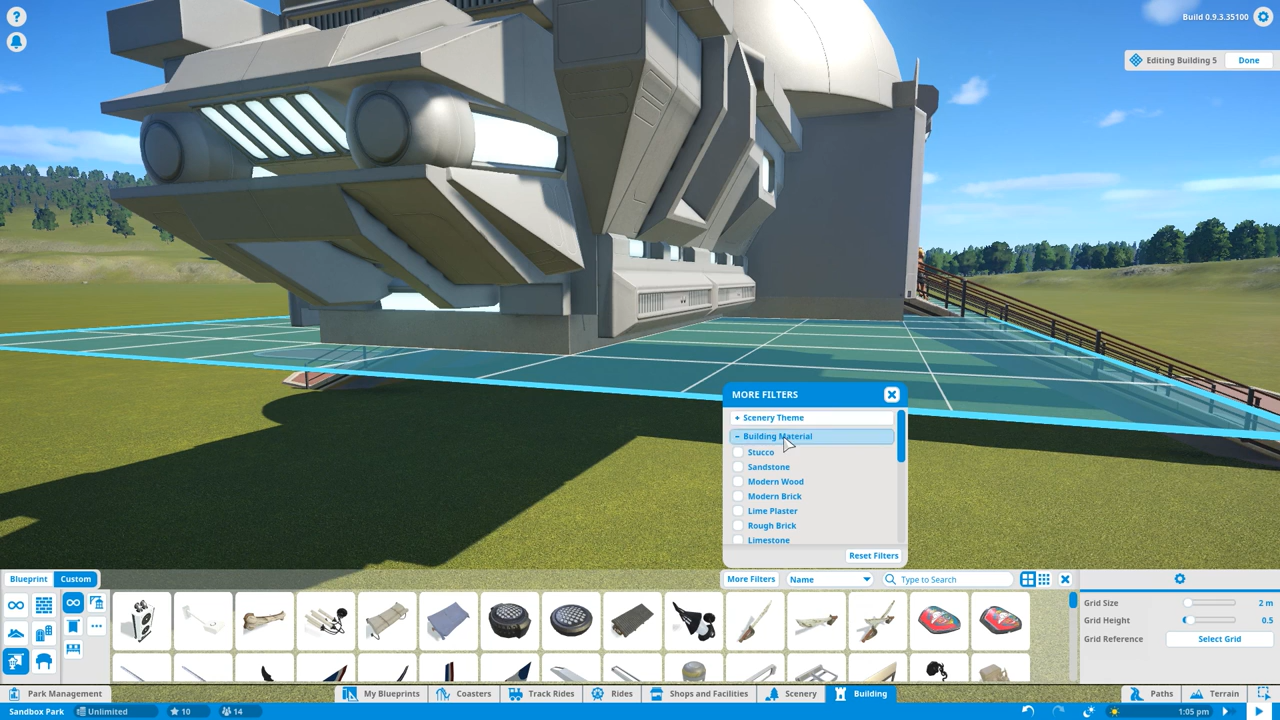 ?
Build 0.9.3.35100
Editing Building 5
Done
MORE FILTERS
+ Scenery Theme
- Building Material
Stucco
Sandstone
Modern Wood
Modern Brick
Lime Plaster
Rough Brick
Limestone
Reset Filters
Blueprint
Custom
More Filters
Name
Type to Search
Grid Size
2 m
Grid Height
0.5
Grid Reference
Select Grid
Park Management
My Blueprints
Coasters
Track Rides
Rides
Shops and Facilities
Scenery
Building
Paths
Terrain
Sandbox Park
Unlimited
10
14
1:05 pm